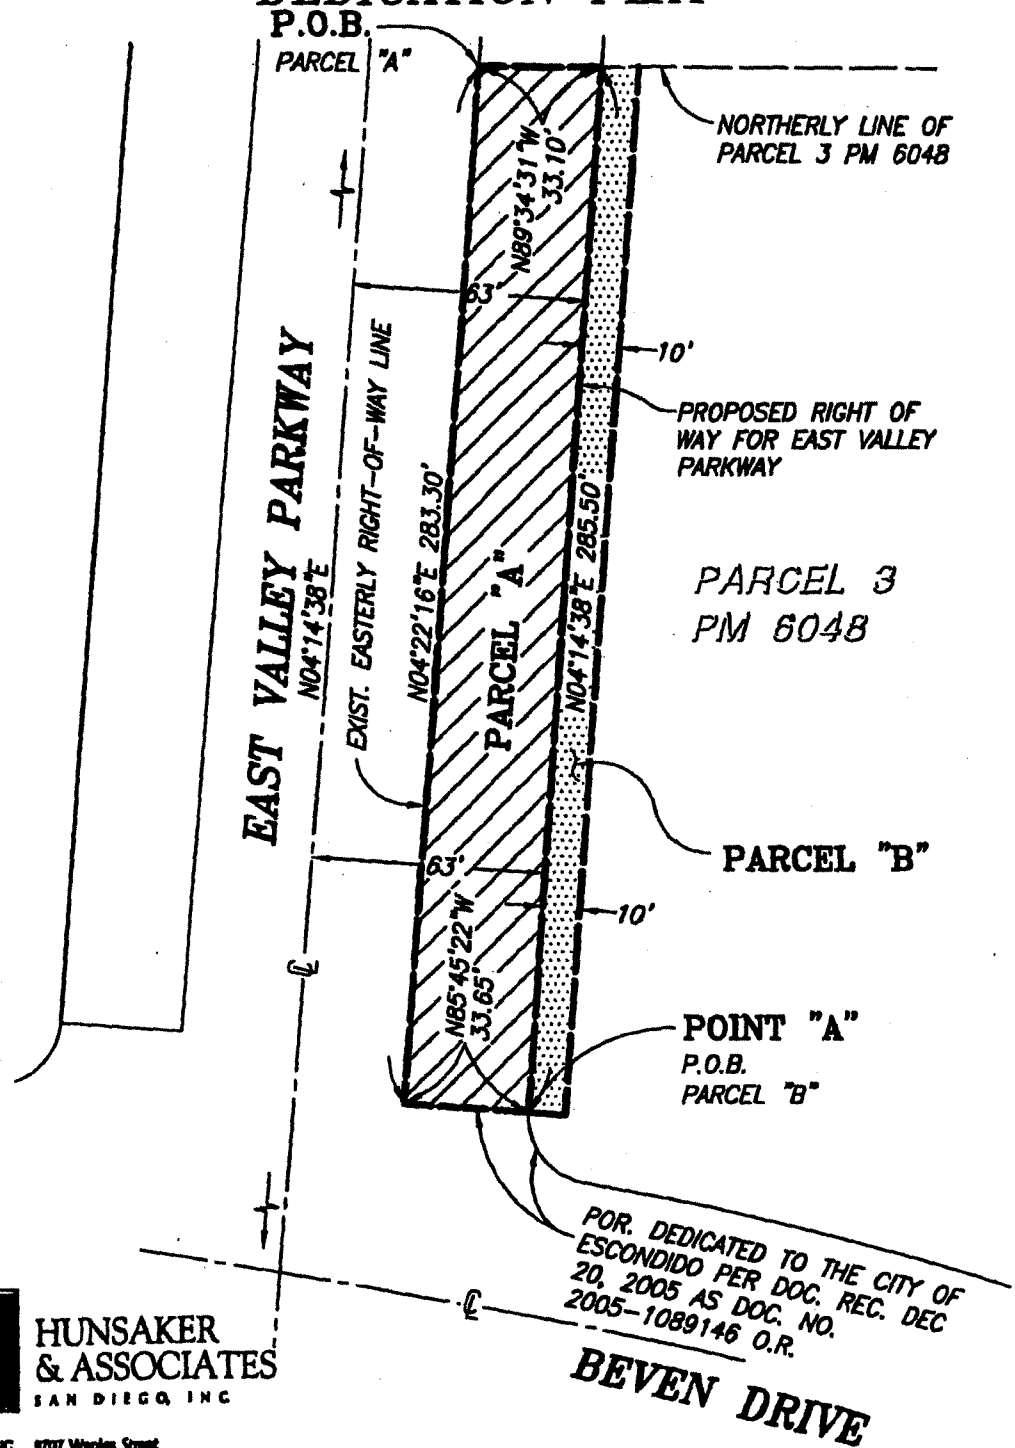 DEDICATION PLAT
P.O.B.
PARCEL "A"
NORTHERLY LINE OF
PARCEL 3 PM 6048
N89°34'31"W
33.10'
63'
10'
PROPOSED RIGHT OF
WAY FOR EAST VALLEY
PARKWAY
EAST VALLEY PARKWAY
N04°14'38"E
EXIST. EASTERLY RIGHT-OF-WAY LINE
N04°22'16"E 283.30'
PARCEL "A"
N04°14'38"E 285.50'
PARCEL 3
PM 6048
PARCEL "B"
63'
10'
N85°45'22"W
33.65'
POINT "A"
P.O.B.
PARCEL "B"
POR. DEDICATED TO THE CITY OF
ESCONDIDO PER DOC. REC. DEC
20, 2005 AS DOC. NO.
2005-1089146 O.R.
BEVEN DRIVE
HUNSAKER
& ASSOCIATES
SAN DIEGO, INC
Waples Street